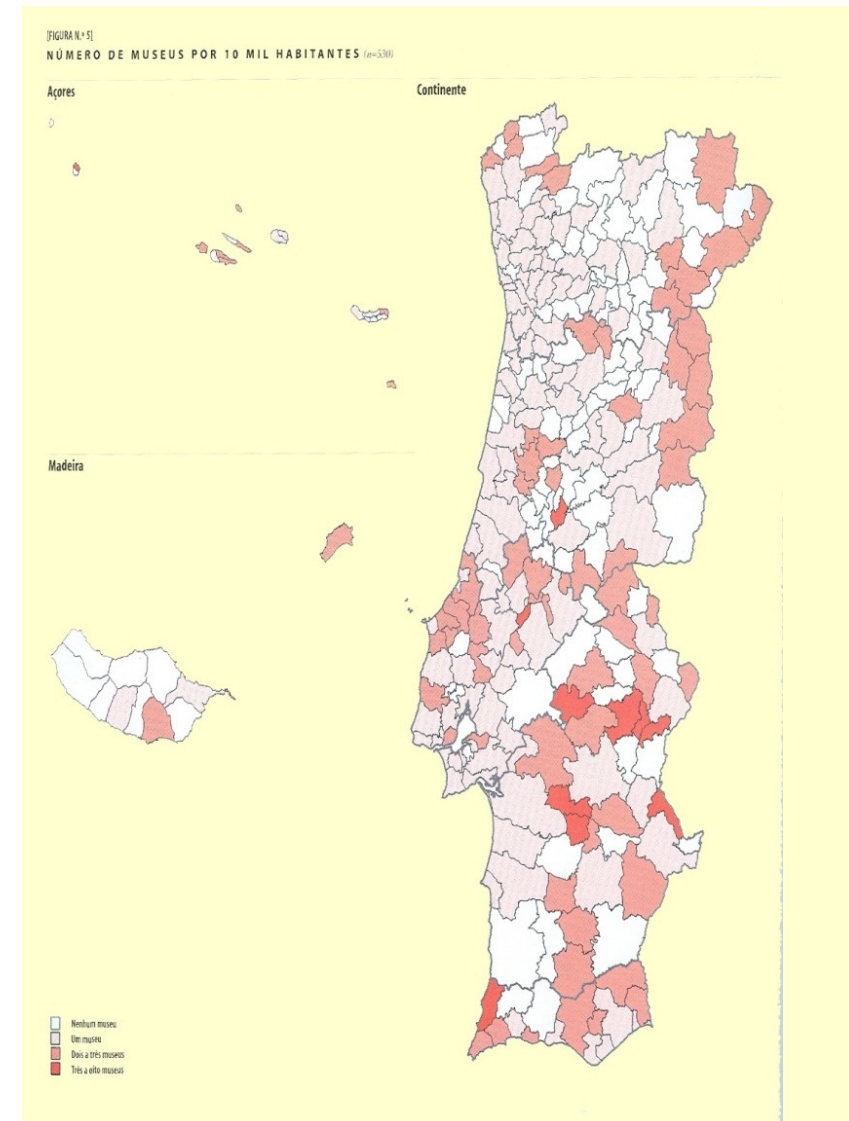 [FIGURA N.º 5]
NÚMERO DE MUSEUS POR 10 MIL HABITANTES (n=530)
Açores
Continente
Madeira
Nenhum museu
Um museu
Dois a três museus
Três a oito museus